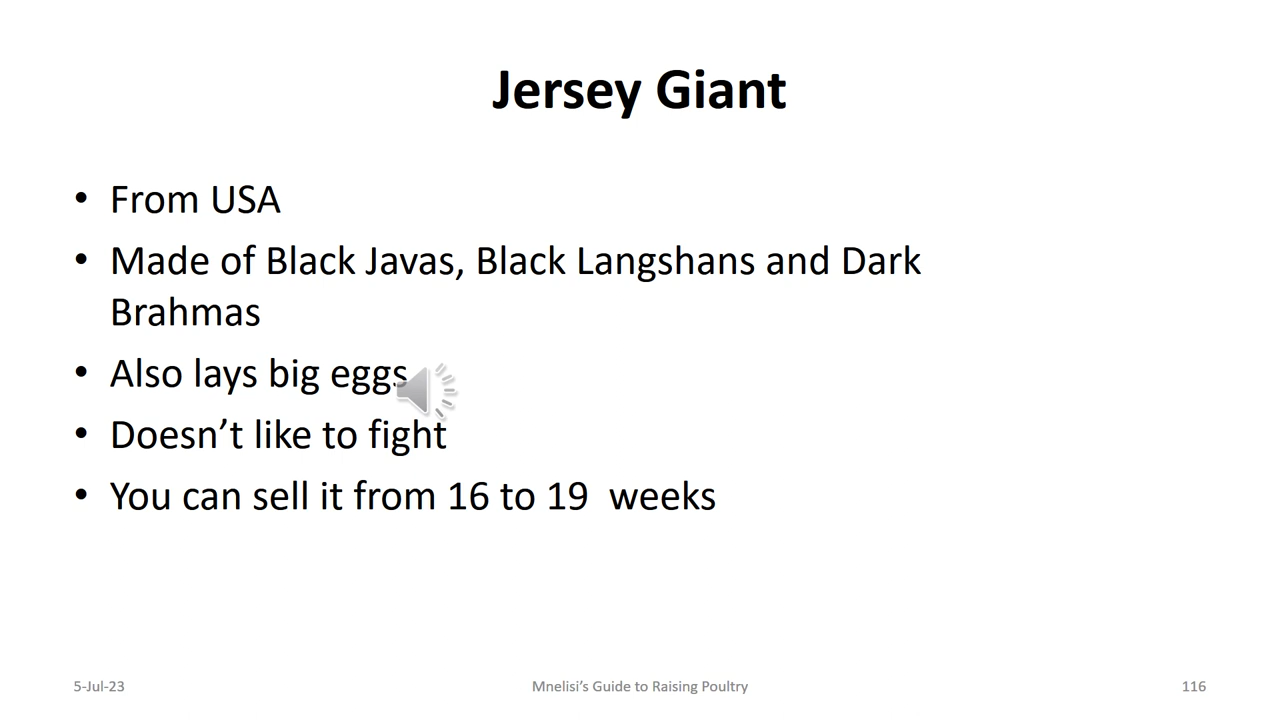 Jersey Giant
• From USA
• Made of Black Javas, Black Langshans and Dark
Brahmas
• Also lays big eggs
• Doesn’t like to fight
• You can sell it from 16 to 19  weeks
5-Jul-23
Mnelisi’s Guide to Raising Poultry
116